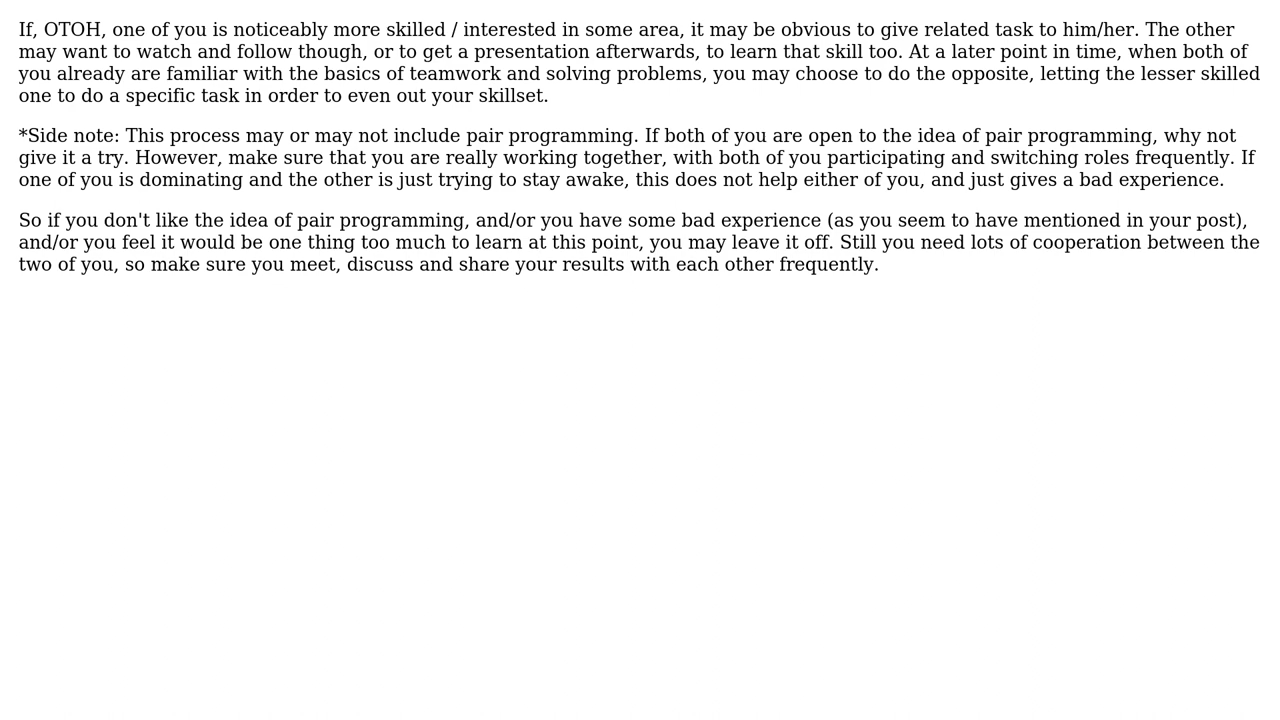 If, OTOH, one of you is noticeably more skilled / interested in some area, it may be obvious to give related task to him/her. The other
may want to watch and follow though, or to get a presentation afterwards, to learn that skill too. At a later point in time, when both of
you already are familiar with the basics of teamwork and solving problems, you may choose to do the opposite, letting the lesser skilled
one to do a specific task in order to even out your skillset.
*Side note: This process may or may not include pair programming. If both of you are open to the idea of pair programming, why not
give it a try. However, make sure that you are really working together, with both of you participating and switching roles frequently. If
one of you is dominating and the other is just trying to stay awake, this does not help either of you, and just gives a bad experience.
So if you don't like the idea of pair programming, and/or you have some bad experience (as you seem to have mentioned in your post),
and/or you feel it would be one thing too much to learn at this point, you may leave it off. Still you need lots of cooperation between the
two of you, so make sure you meet, discuss and share your results with each other frequently.